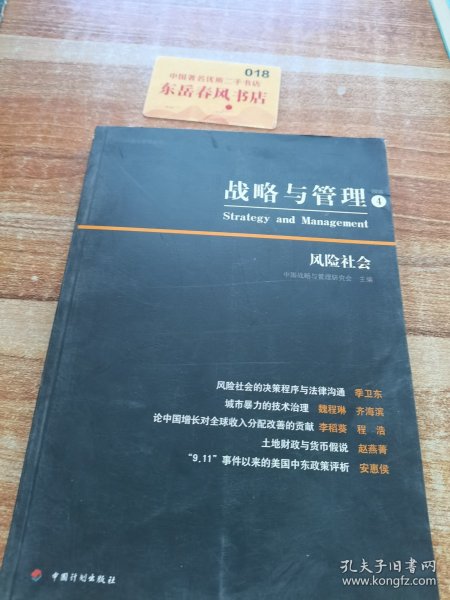 018
中国著名优质二手书店
东岳春风书店
战略与管理 1
Strategy and Management
风险社会
中国战略与管理研究会 主编
风险社会的决策程序与法律沟通 季卫东
城市暴力的技术治理 魏程琳 齐海滨
论中国增长对全球收入分配改善的贡献 李稻葵 程浩
土地财政与货币假说 赵燕菁
“9.11”事件以来的美国中东政策评析 安惠侯
中国计划出版社
孔夫子旧书网
www.kongfz.com